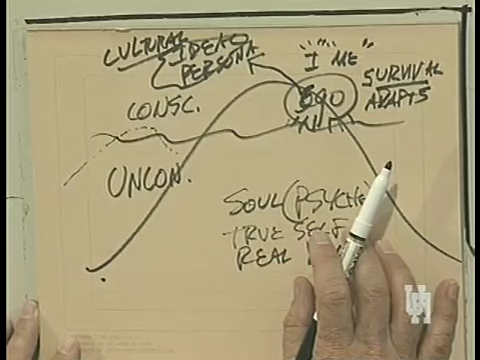 CULTURAL IDEAL
PERSONA
"I ME"
CONSC.
EGO
SURVIVAL
ADAPTS
UNCON.
SOUL (PSYCHE)
TRUE SELF
REAL